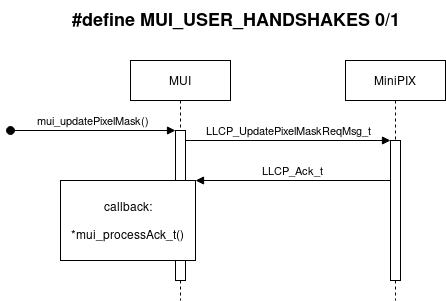 #define MUI_USER_HANDSHAKES 0/1
MUI
MiniPIX
mui_updatePixelMask()
LLCP_UpdatePixelMaskReqMsg_t
LLCP_Ack_t
callback:
*mui_processAck_t()